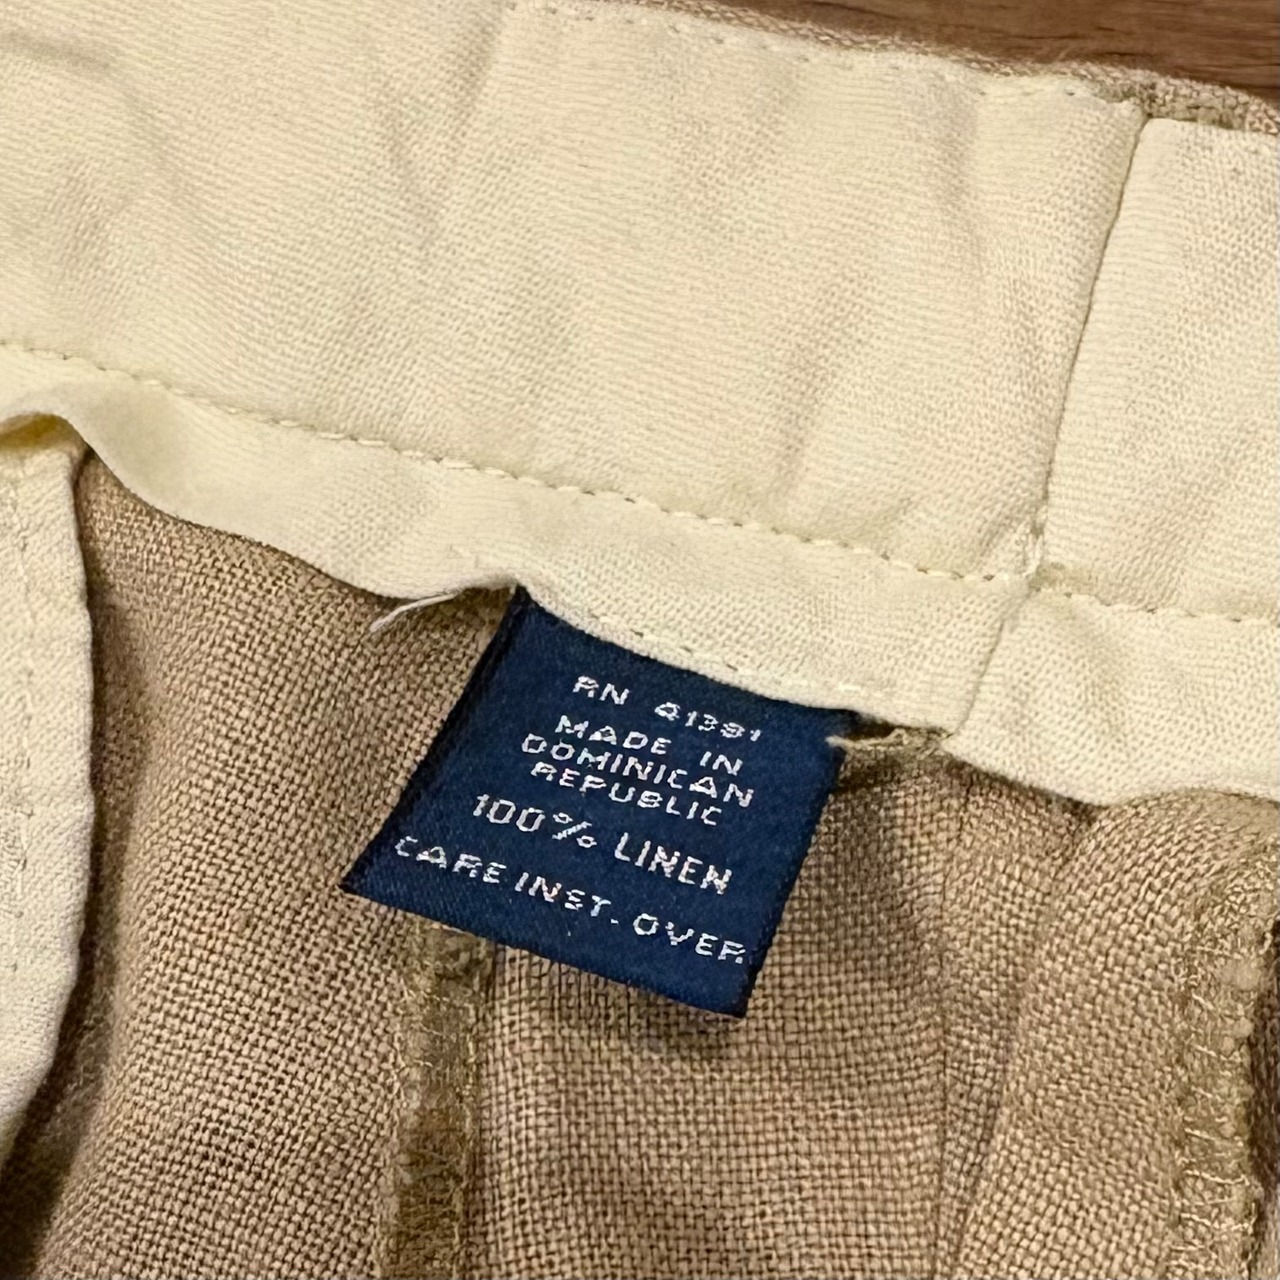 RN 41381
MADE IN
DOMINICAN
REPUBLIC
100% LINEN
CARE INST. OVER